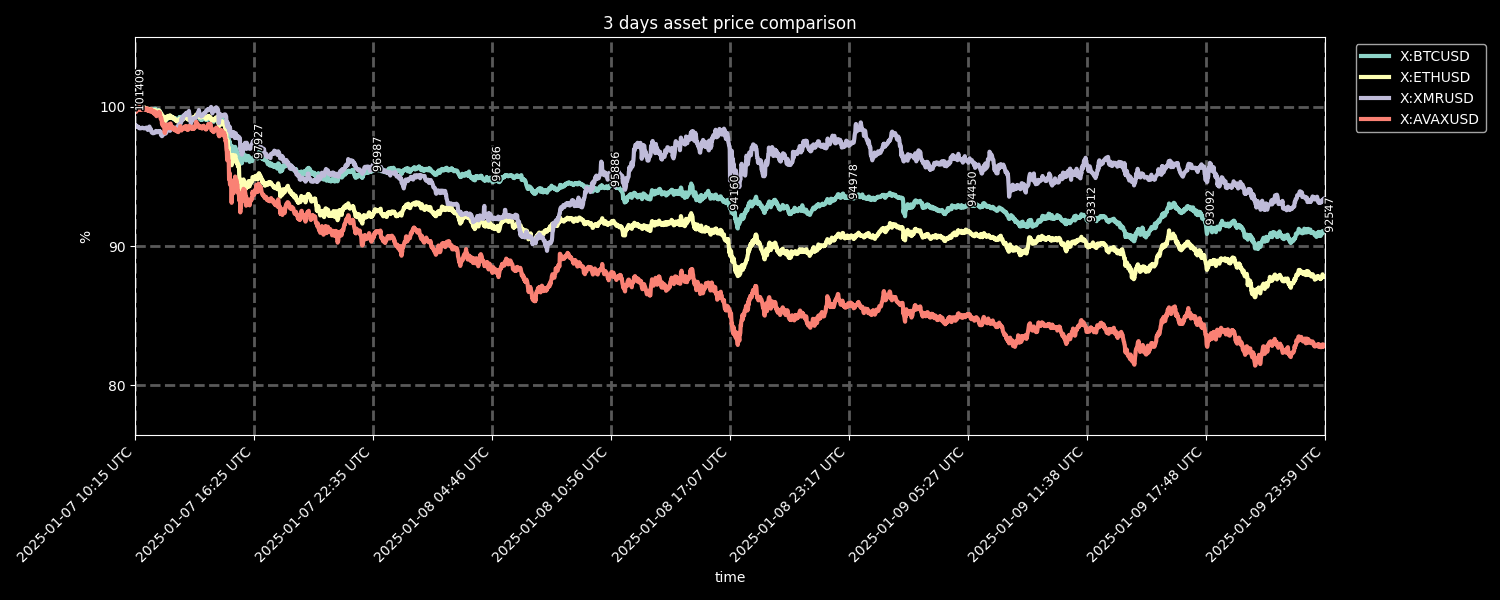 3 days asset price comparison
X:BTCUSD
X:ETHUSD
X:XMRUSD
X:AVAXUSD
100
90
80
%
101409
97927
96987
96286
95886
94160
94978
94450
93312
93092
92547
2025-01-07 10:15 UTC
2025-01-07 16:25 UTC
2025-01-07 22:35 UTC
2025-01-08 04:46 UTC
2025-01-08 10:56 UTC
2025-01-08 17:07 UTC
2025-01-08 23:17 UTC
2025-01-09 05:27 UTC
2025-01-09 11:38 UTC
2025-01-09 17:48 UTC
2025-01-09 23:59 UTC
time